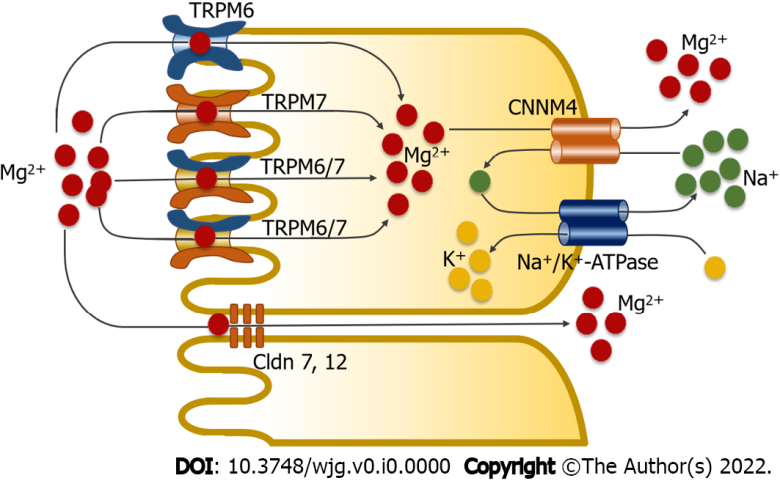 TRPM6
Mg²⁺
CNNM4
TRPM7
Mg²⁺
Mg²⁺
TRPM6/7
Na⁺
TRPM6/7
K⁺
Na⁺/K⁺-ATPase
Mg²⁺
Cldn 7, 12
DOI: 10.3748/wjg.v0.i0.0000 Copyright ©The Author(s) 2022.